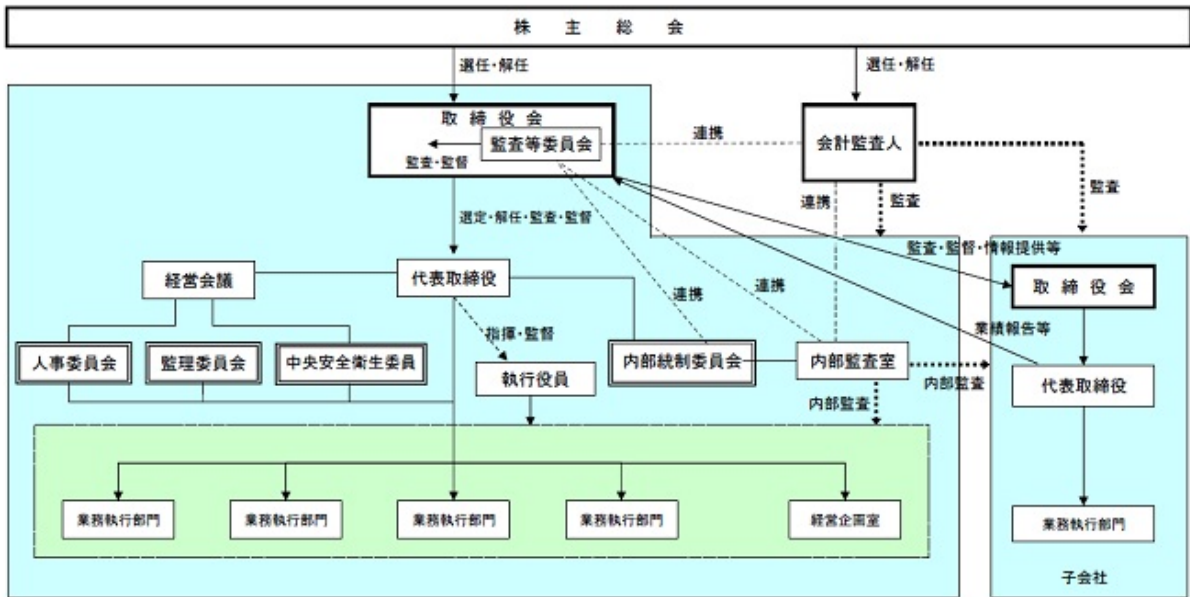 株主総会
選任・解任
選任・解任
取締役会
監査等委員会
監査・監督
連携
会計監査人
連携
監査
監査
選定・解任・監査・監督
監査・監督・情報提供等
経営会議
代表取締役
連携
連携
取締役会
指揮・監督
業績報告等
人事委員会
監理委員会
中央安全衛生委員
執行役員
内部統制委員会
内部監査室
内部監査
内部監査
代表取締役
業務執行部門
業務執行部門
業務執行部門
業務執行部門
経営企画室
業務執行部門
子会社